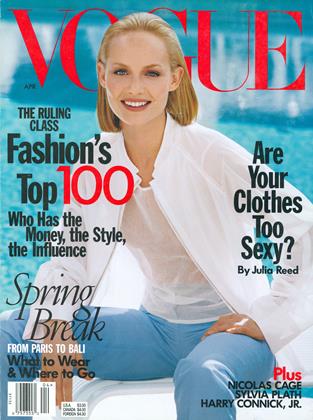 VOGUE
APR
THE RULING
CLASS
Fashion's
Top 100
Who Has the
Money, the Style,
the Influence
Are
Your
Clothes
Too
Sexy?
By Julia Reed
Spring
Break
FROM PARIS TO BALI
What to Wear
& Where to Go
Plus
NICOLAS CAGE
SYLVIA PLATH
HARRY CONNICK, JR.
04